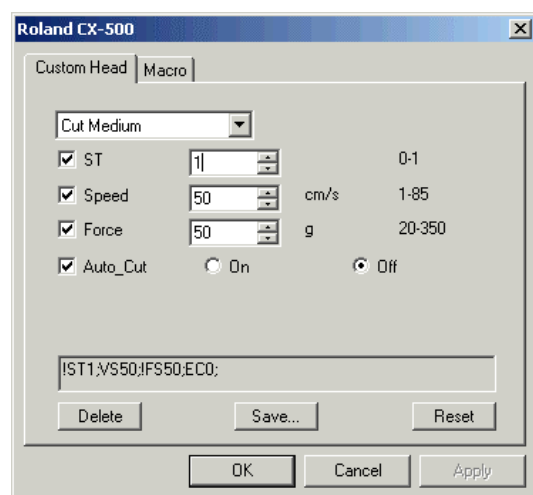 Roland CX-500
Custom Head Macro
Cut Medium
ST 1 0-1
Speed 50 cm/s 1-85
Force 50 g 20-350
Auto_Cut On Off
!ST1;VS50;!FS50;EC0;
Delete Save... Reset
OK Cancel Apply